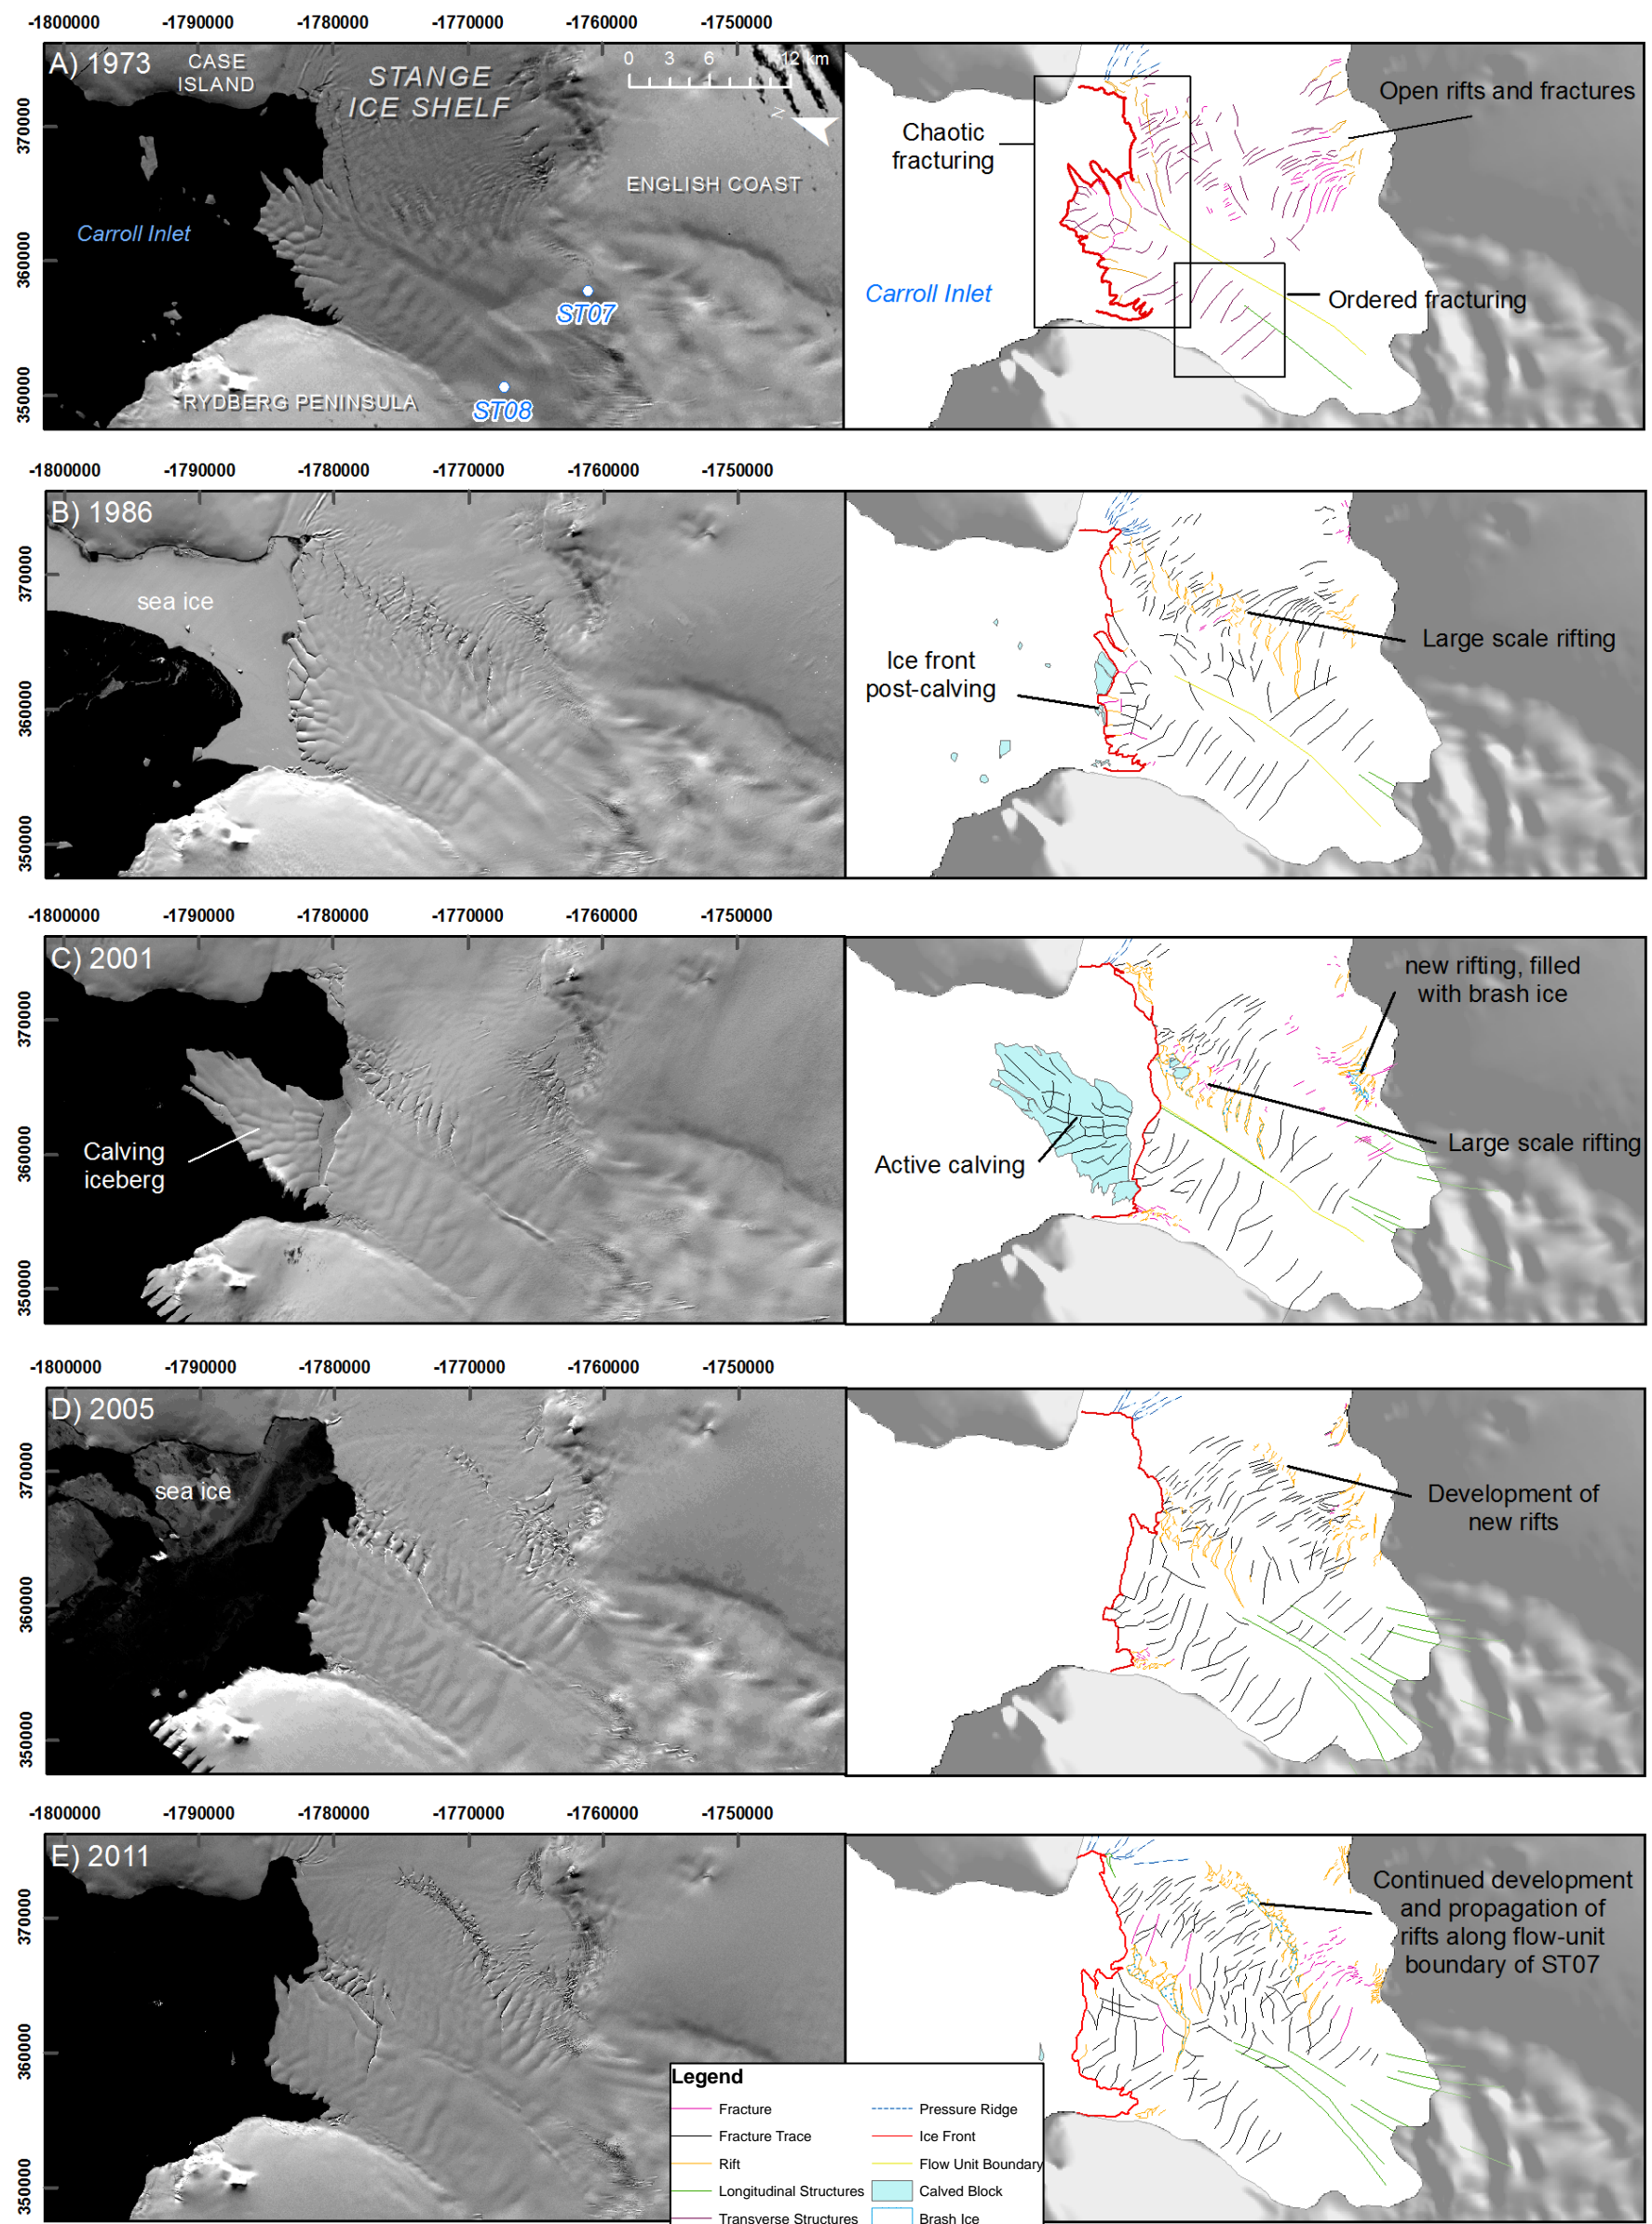 -1800000 -1790000 -1780000 -1770000 -1760000 -1750000
A) 1973
CASE
ISLAND
STANGE
ICE SHELF
0 3 6 12 km
N
ENGLISH COAST
Carroll Inlet
ST07
ST08
RYDBERG PENINSULA
370000
360000
350000
Chaotic
fracturing
Open rifts and fractures
Carroll Inlet
Ordered fracturing
-1800000 -1790000 -1780000 -1770000 -1760000 -1750000
B) 1986
sea ice
370000
360000
350000
Ice front
post-calving
Large scale rifting
-1800000 -1790000 -1780000 -1770000 -1760000 -1750000
C) 2001
Calving
iceberg
370000
360000
350000
new rifting, filled
with brash ice
Active calving
Large scale rifting
-1800000 -1790000 -1780000 -1770000 -1760000 -1750000
D) 2005
sea ice
370000
360000
350000
Development of
new rifts
-1800000 -1790000 -1780000 -1770000 -1760000 -1750000
E) 2011
370000
360000
350000
Continued development
and propagation of
rifts along flow-unit
boundary of ST07
Legend
Fracture
Fracture Trace
Rift
Longitudinal Structures
Transverse Structures
Pressure Ridge
Ice Front
Flow Unit Boundary
Calved Block
Brash Ice